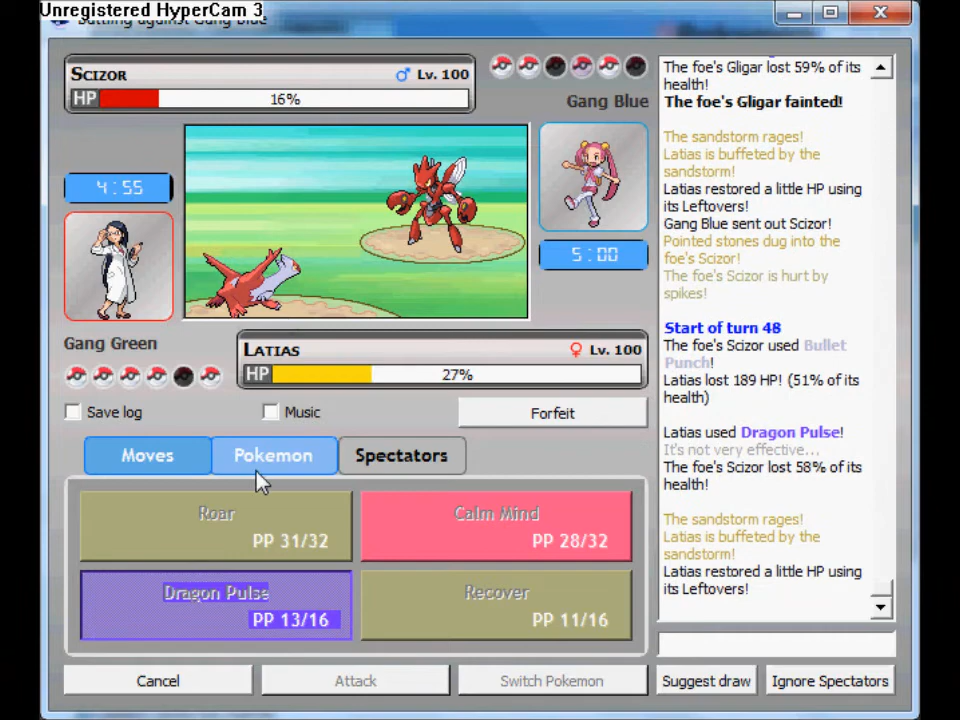 Unregistered HyperCam 3
Battling against Gang Blue
SCIZOR
♂ Lv. 100
HP
16%
Gang Blue
4:55
5:00
Gang Green
LATIAS
♀ Lv. 100
HP
27%
Save log
Music
Forfeit
Moves
Pokemon
Spectators
Roar
PP 31/32
Calm Mind
PP 28/32
Dragon Pulse
PP 13/16
Recover
PP 11/16
Cancel
Attack
Switch Pokemon
Suggest draw
Ignore Spectators
The foe's Gligar lost 59% of its
health!
The foe's Gligar fainted!
The sandstorm rages!
Latias is buffeted by the
sandstorm!
Latias restored a little HP using
its Leftovers!
Gang Blue sent out Scizor!
Pointed stones dug into the
foe's Scizor!
The foe's Scizor is hurt by
spikes!
Start of turn 48
The foe's Scizor used Bullet
Punch!
Latias lost 189 HP! (51% of its
health)
Latias used Dragon Pulse!
It's not very effective...
The foe's Scizor lost 58% of its
health!
The sandstorm rages!
Latias is buffeted by the
sandstorm!
Latias restored a little HP using
its Leftovers!